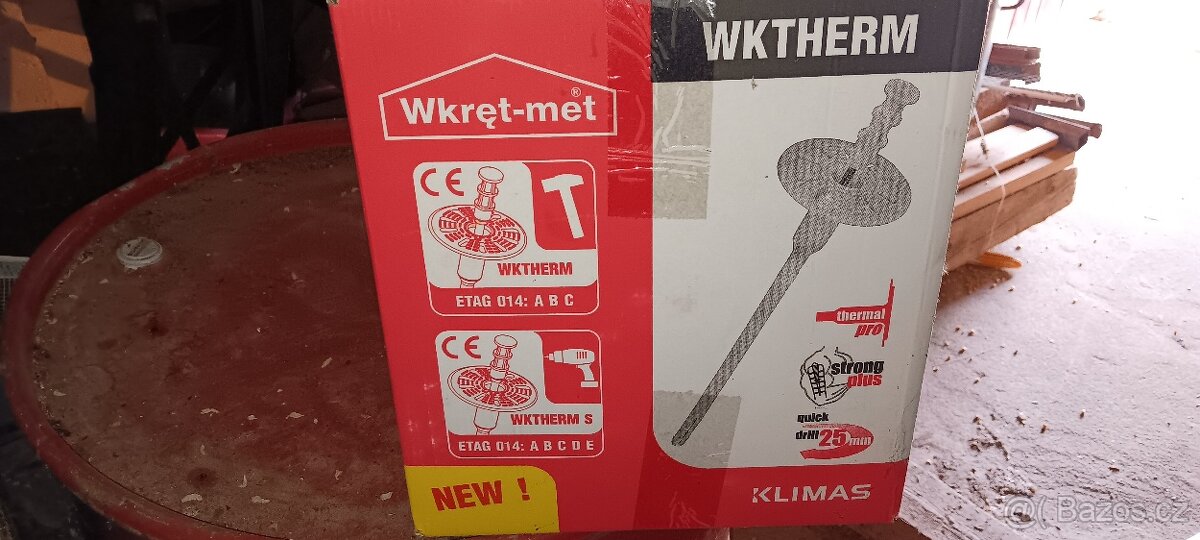 WKTHERM
Wkręt-met®
CE
WKTHERM
ETAG 014: A B C
thermal
pro
CE
strong
plus
WKTHERM S
quick
drill 25mm
ETAG 014: A B C D E
NEW !
KLIMAS
@( Bazos.cz